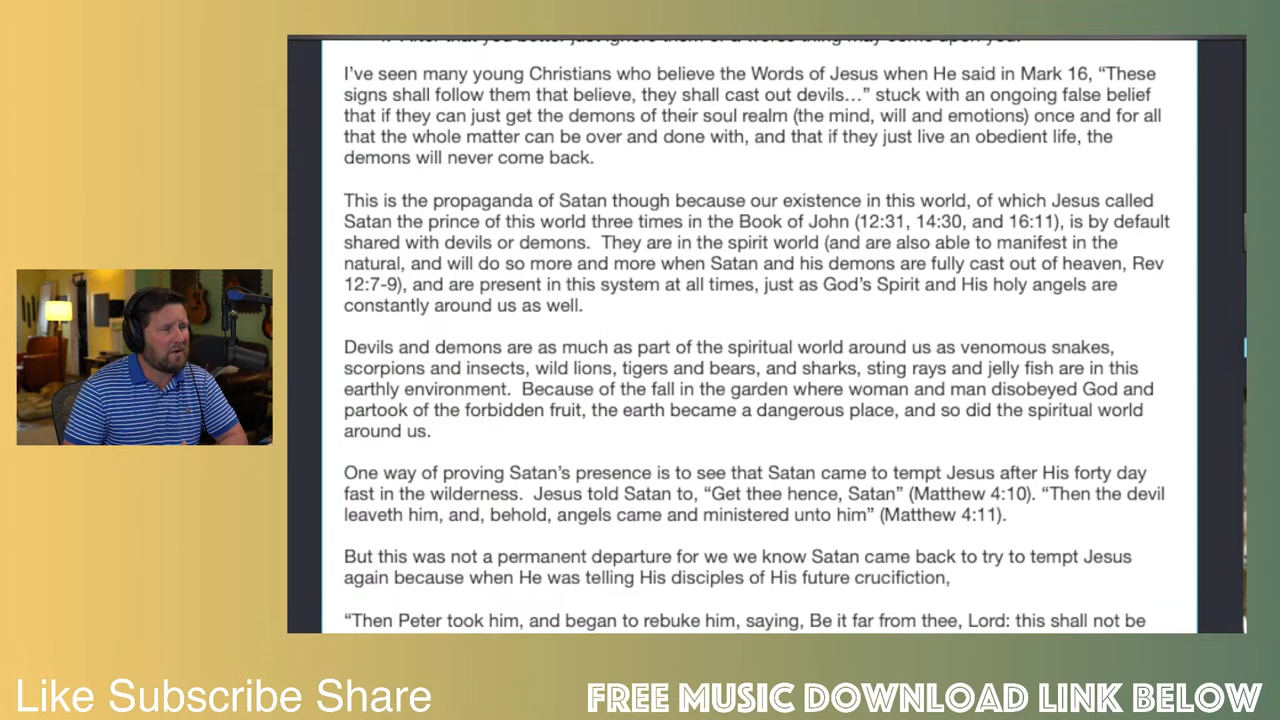 I've seen many young Christians who believe the Words of Jesus when He said in Mark 16, “These
signs shall follow them that believe, they shall cast out devils…” stuck with an ongoing false belief
that if they can just get the demons of their soul realm (the mind, will and emotions) once and for all
that the whole matter can be over and done with, and that if they just live an obedient life, the
demons will never come back.
This is the propaganda of Satan though because our existence in this world, of which Jesus called
Satan the prince of this world three times in the Book of John (12:31, 14:30, and 16:11), is by default
shared with devils or demons.  They are in the spirit world (and are also able to manifest in the
natural, and will do so more and more when Satan and his demons are fully cast out of heaven, Rev
12:7-9), and are present in this system at all times, just as God's Spirit and His holy angels are
constantly around us as well.
Devils and demons are as much as part of the spiritual world around us as venomous snakes,
scorpions and insects, wild lions, tigers and bears, and sharks, sting rays and jelly fish are in this
earthly environment.  Because of the fall in the garden where woman and man disobeyed God and
partook of the forbidden fruit, the earth became a dangerous place, and so did the spiritual world
around us.
One way of proving Satan's presence is to see that Satan came to tempt Jesus after His forty day
fast in the wilderness.  Jesus told Satan to, “Get thee hence, Satan” (Matthew 4:10). “Then the devil
leaveth him, and, behold, angels came and ministered unto him” (Matthew 4:11).
But this was not a permanent departure for we we know Satan came back to try to tempt Jesus
again because when He was telling His disciples of His future crucifiction,
“Then Peter took him, and began to rebuke him, saying, Be it far from thee, Lord: this shall not be
Like Subscribe Share
FREE MUSIC DOWNLOAD LINK BELOW